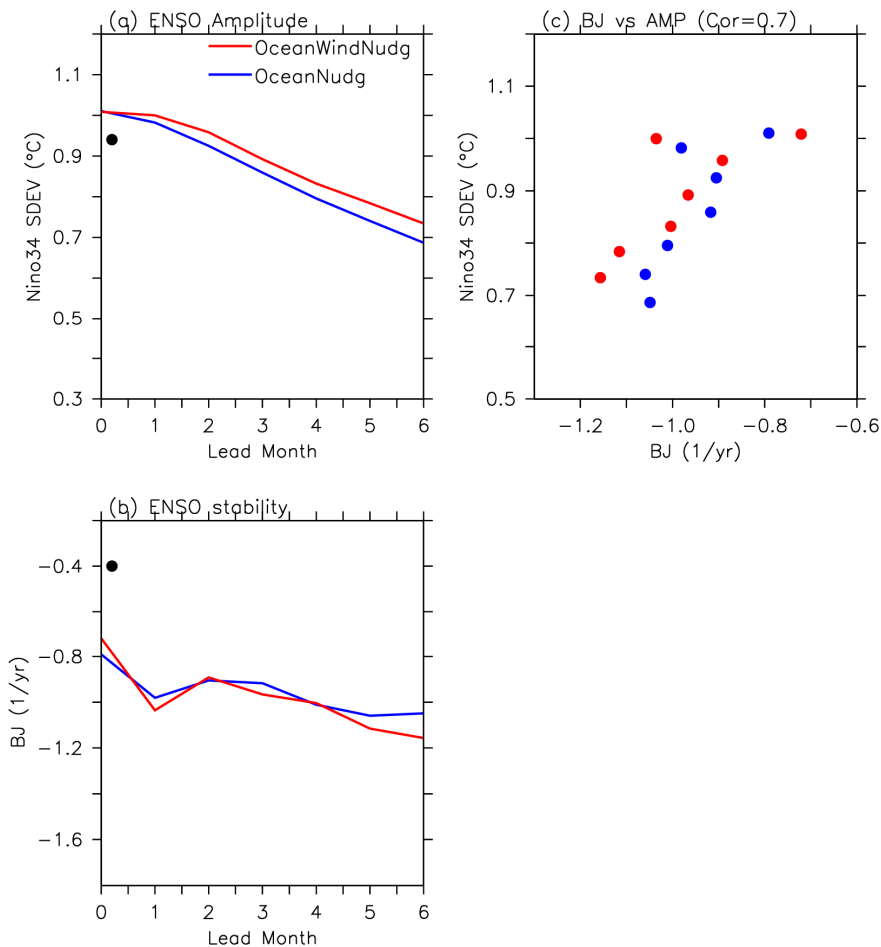 (a) ENSO Amplitude
OceanWindNudg
OceanNudg
1.1
0.9
0.7
0.5
0.3
Nino34 SDEV (°C)
0 1 2 3 4 5 6
Lead Month
(c) BJ vs AMP (Cor=0.7)
1.1
0.9
0.7
0.5
Nino34 SDEV (°C)
−1.2 −1.0 −0.8 −0.6
BJ (1/yr)
(b) ENSO stability
−0.4
−0.8
−1.2
−1.6
BJ (1/yr)
0 1 2 3 4 5 6
Lead Month